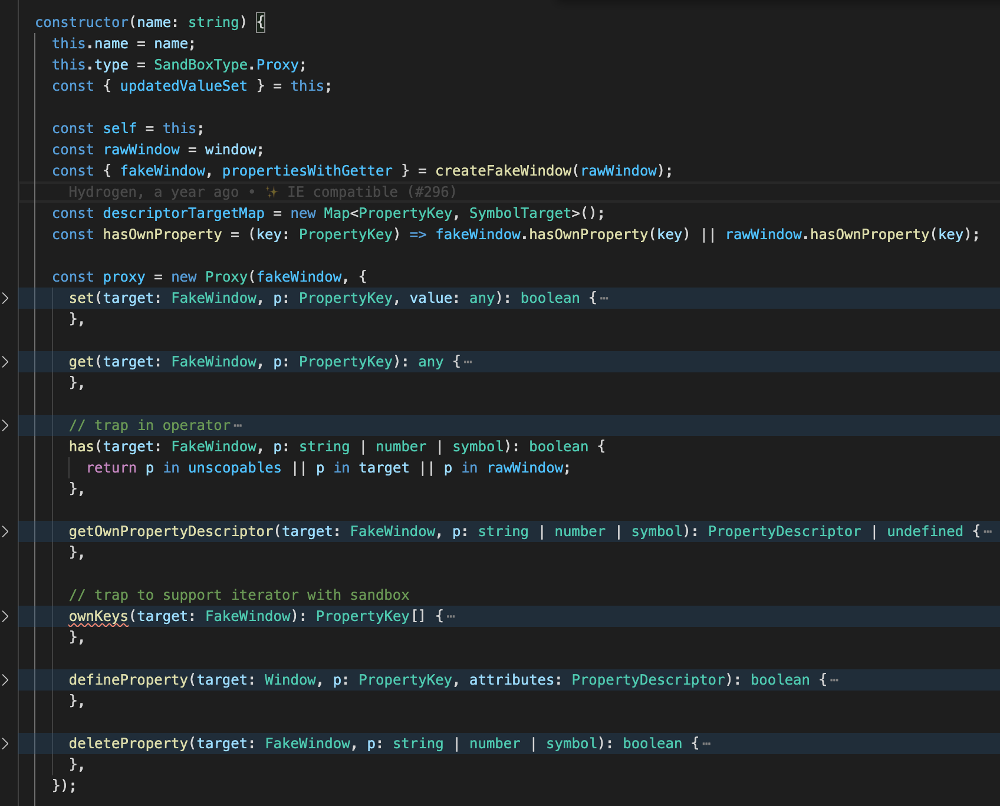 constructor(name: string) {
this.name = name;
this.type = SandBoxType.Proxy;
const { updatedValueSet } = this;
const self = this;
const rawWindow = window;
const { fakeWindow, propertiesWithGetter } = createFakeWindow(rawWindow);
Hydrogen, a year ago • ✨ IE compatible (#296)
const descriptorTargetMap = new Map<PropertyKey, SymbolTarget>();
const hasOwnProperty = (key: PropertyKey) => fakeWindow.hasOwnProperty(key) || rawWindow.hasOwnProperty(key);
const proxy = new Proxy(fakeWindow, {
set(target: FakeWindow, p: PropertyKey, value: any): boolean {⋯
},
get(target: FakeWindow, p: PropertyKey): any {⋯
},
// trap in operator⋯
has(target: FakeWindow, p: string | number | symbol): boolean {
return p in unscopables || p in target || p in rawWindow;
},
getOwnPropertyDescriptor(target: FakeWindow, p: string | number | symbol): PropertyDescriptor | undefined {⋯
},
// trap to support iterator with sandbox
ownKeys(target: FakeWindow): PropertyKey[] {⋯
},
defineProperty(target: Window, p: PropertyKey, attributes: PropertyDescriptor): boolean {⋯
},
deleteProperty(target: FakeWindow, p: string | number | symbol): boolean {⋯
},
});